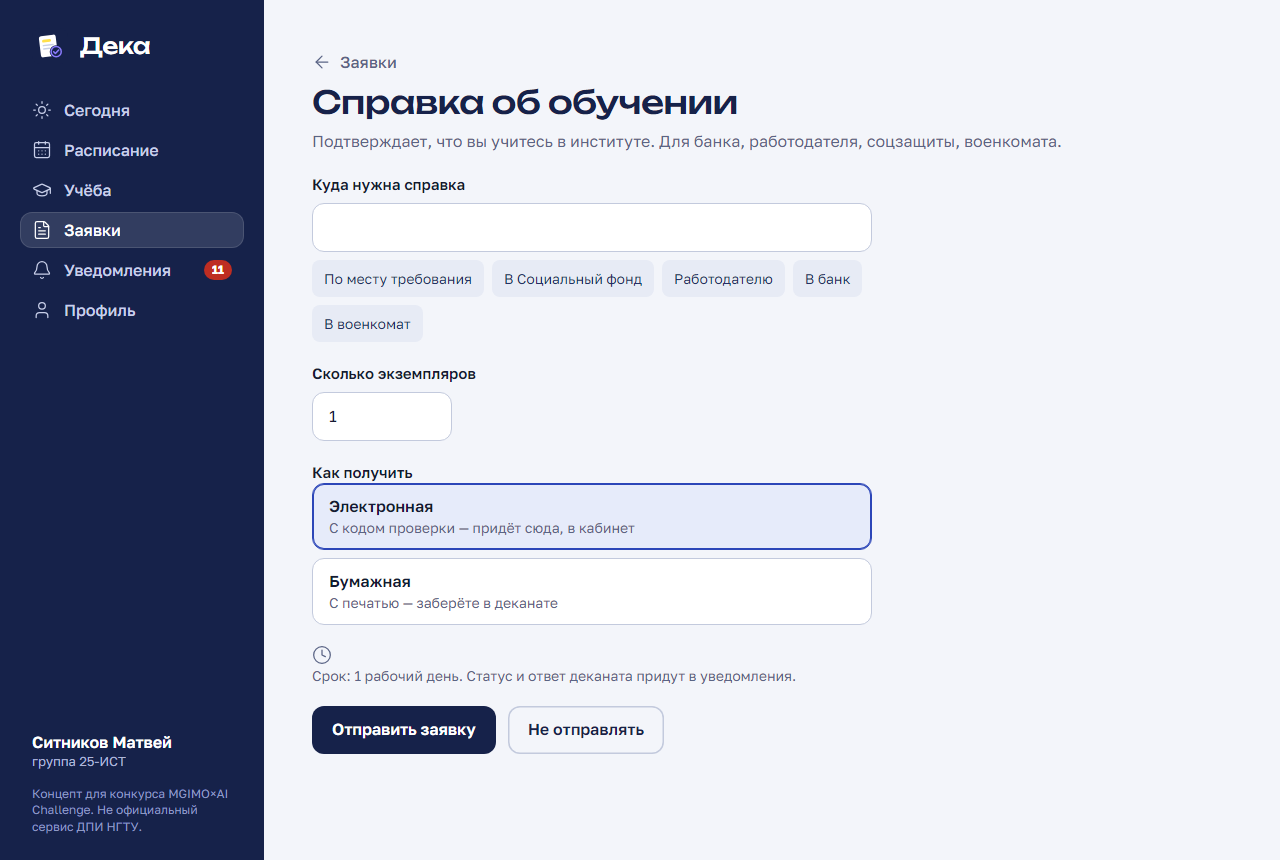 Дека
Сегодня
Расписание
Учёба
Заявки
Уведомления 11
Профиль
Ситников Матвей
группа 25-ИСТ
Концепт для конкурса MGIMO×AI
Challenge. Не официальный
сервис ДПИ НГТУ.
Заявки
Справка об обучении
Подтверждает, что вы учитесь в институте. Для банка, работодателя, соцзащиты, военкомата.
Куда нужна справка
По месту требования В Социальный фонд Работодателю В банк
В военкомат
Сколько экземпляров
1
Как получить
Электронная
С кодом проверки — придёт сюда, в кабинет
Бумажная
С печатью — заберёте в деканате
Срок: 1 рабочий день. Статус и ответ деканата придут в уведомления.
Отправить заявку Не отправлять